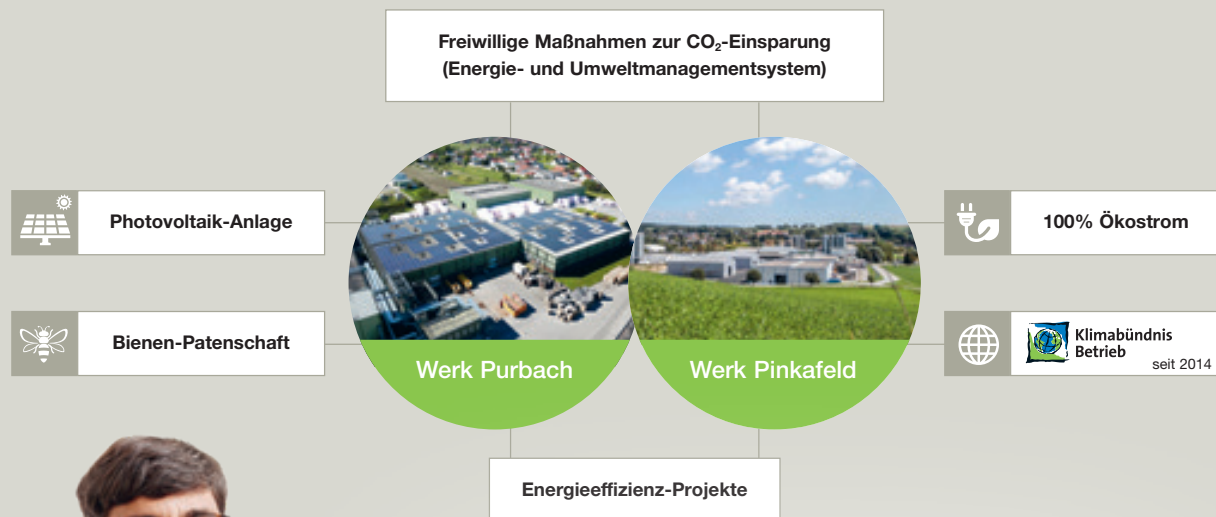 Freiwillige Maßnahmen zur CO₂-Einsparung
(Energie- und Umweltmanagementsystem)
Photovoltaik-Anlage
100% Ökostrom
Bienen-Patenschaft
Klimabündnis
Betrieb
seit 2014
Werk Purbach
Werk Pinkafeld
Energieeffizienz-Projekte